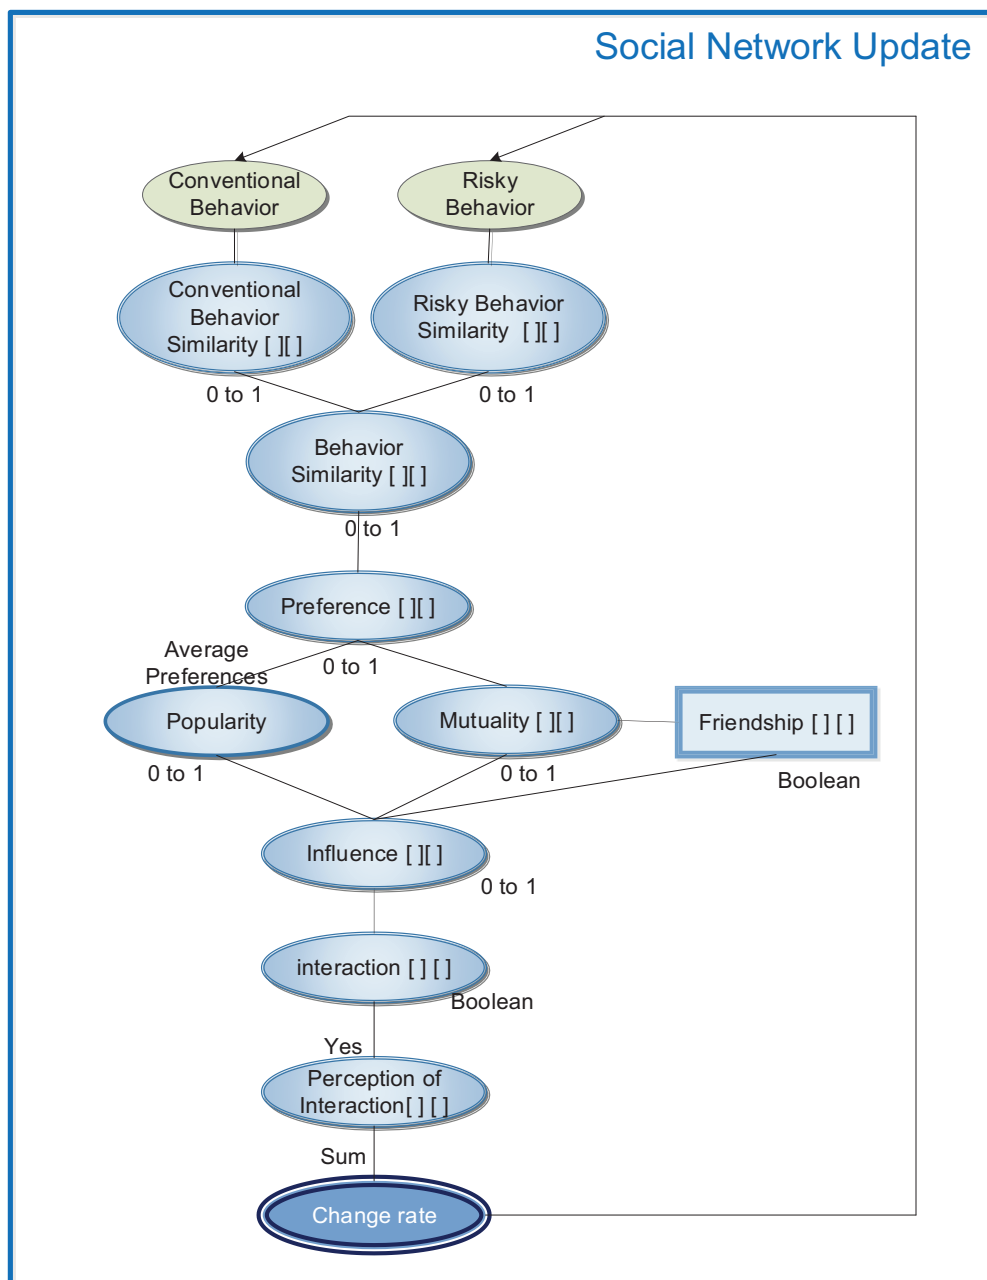 Social Network Update
Conventional
Behavior
Risky
Behavior
Conventional
Behavior
Similarity [ ][ ]
Risky Behavior
Similarity [ ][ ]
0 to 1
0 to 1
Behavior
Similarity [ ][ ]
0 to 1
Preference [ ][ ]
Average
Preferences
0 to 1
Popularity
Mutuality [ ][ ]
Friendship [ ] [ ]
0 to 1
0 to 1
Boolean
Influence [ ][ ]
0 to 1
interaction [ ] [ ]
Boolean
Yes
Perception of
Interaction[ ] [ ]
Sum
Change rate